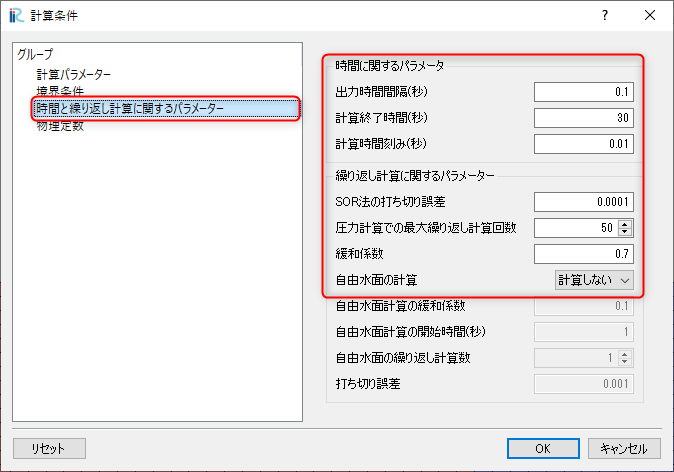 計算条件
グループ
計算パラメーター
境界条件
時間と繰り返し計算に関するパラメーター
物理定数
時間に関するパラメータ
出力時間間隔(秒) 0.1
計算終了時間(秒) 30
計算時間刻み(秒) 0.01
繰り返し計算に関するパラメーター
SOR法の打ち切り誤差 0.0001
圧力計算での最大繰り返し計算回数 50
緩和係数 0.7
自由水面の計算 計算しない
自由水面計算の緩和係数 0.1
自由水面計算の開始時間(秒) 1
自由水面の繰り返し計算数 1
打ち切り誤差 0.001
リセット OK キャンセル